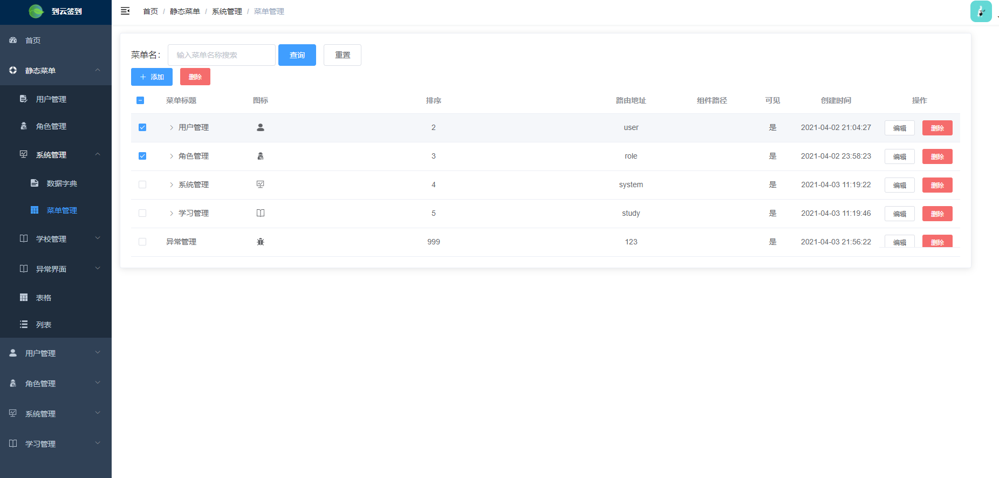 到云签到
首页
静态菜单
用户管理
角色管理
系统管理
数据字典
菜单管理
学校管理
异常界面
表格
列表
用户管理
角色管理
系统管理
学习管理
首页 / 静态菜单 / 系统管理 / 菜单管理
菜单名： 输入菜单名称搜索 查询 重置
添加 删除
菜单标题 图标 排序 路由地址 组件路径 可见 创建时间 操作
用户管理 2 user 是 2021-04-02 21:04:27 编辑 删除
角色管理 3 role 是 2021-04-02 23:58:23 编辑 删除
系统管理 4 system 是 2021-04-03 11:19:22 编辑 删除
学习管理 5 study 是 2021-04-03 11:19:46 编辑 删除
异常管理 999 123 是 2021-04-03 21:56:22 编辑 删除